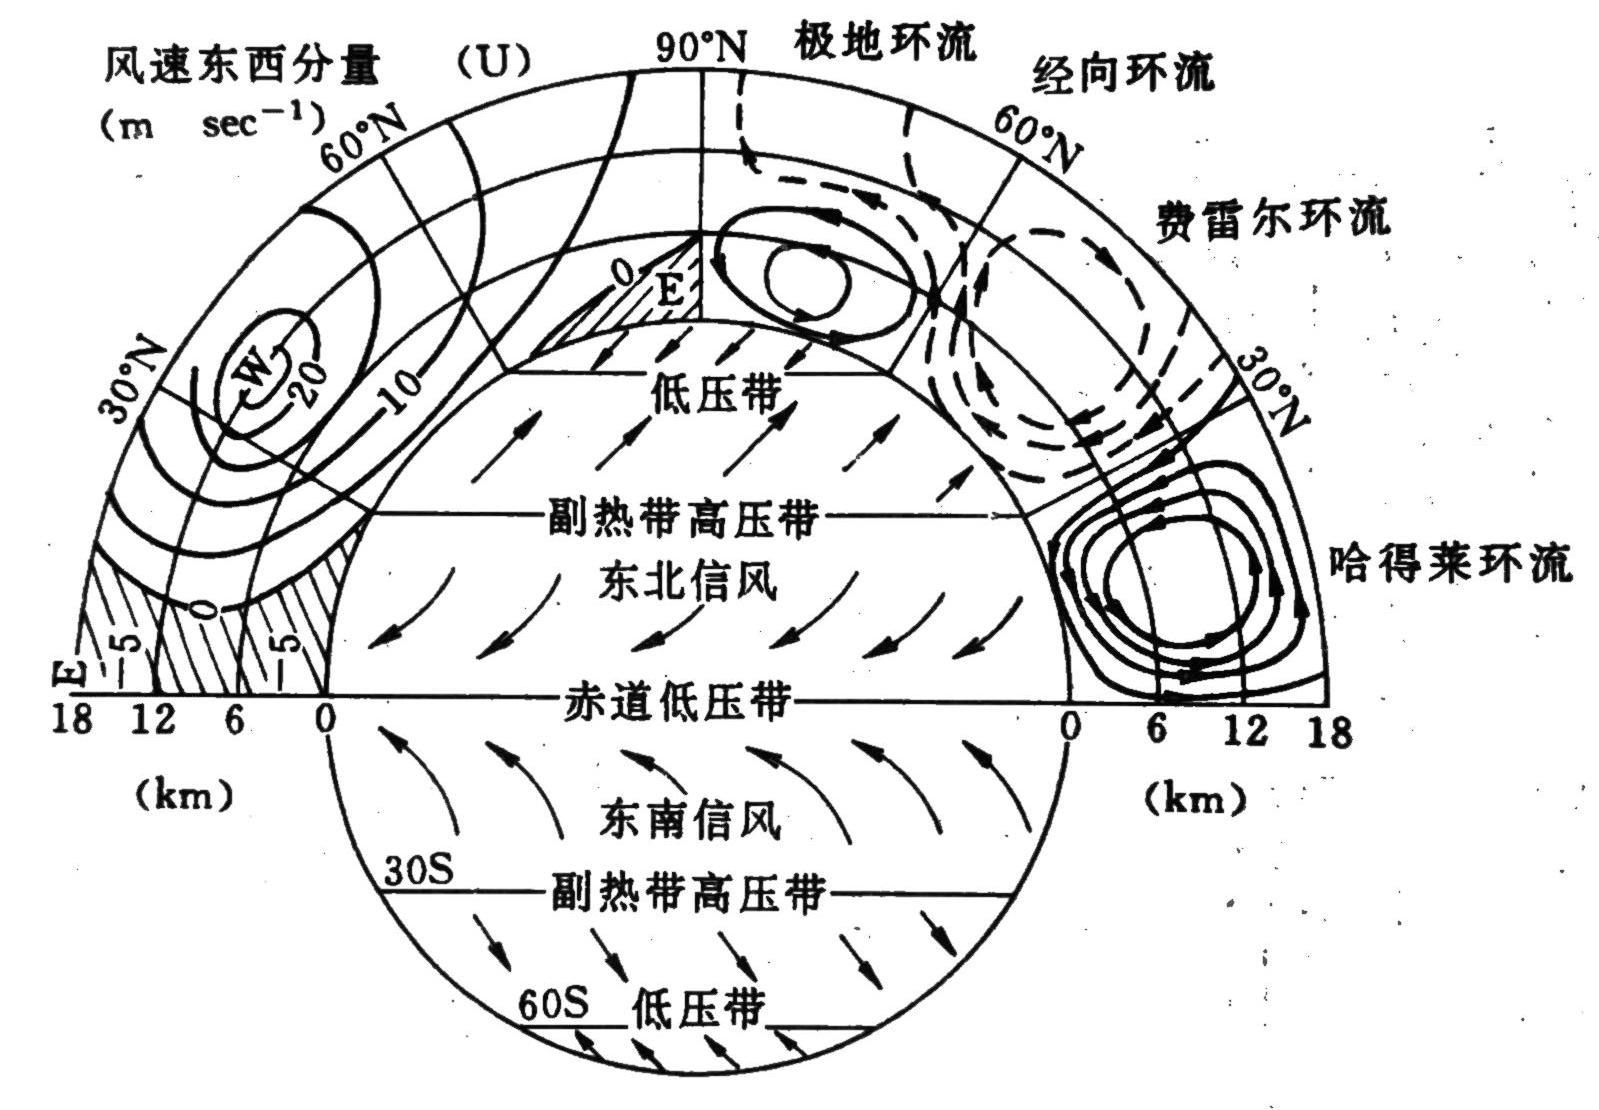 风速东西分量 (U)
(m sec⁻¹)
90°N
极地环流
经向环流
60°N
60°N
费雷尔环流
30°N
30°N
哈得莱环流
0
E
W
20
10
0
-5
-5
E
低压带
副热带高压带
东北信风
赤道低压带
18 12 6 0
0 6 12 18
(km)
(km)
东南信风
30S
副热带高压带
60S 低压带